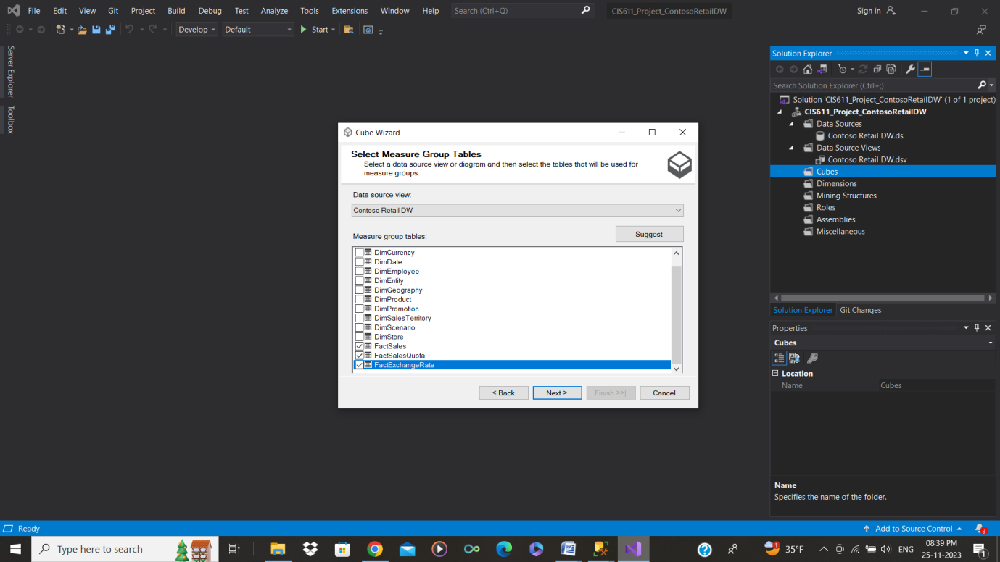 File Edit View Git Project Build Debug Test Analyze Tools Extensions Window Help Search (Ctrl+Q) CIS611_Project_ContosoRetailDW Sign in
Develop Default Start
Server Explorer
Toolbox
Cube Wizard
Select Measure Group Tables
Select a data source view or diagram and then select the tables that will be used for
measure groups.
Data source view:
Contoso Retail DW
Measure group tables:
Suggest
DimCurrency
DimDate
DimEmployee
DimEntity
DimGeography
DimProduct
DimPromotion
DimSalesTerritory
DimScenario
DimStore
FactSales
FactSalesQuota
FactExchangeRate
< Back Next > Finish >>| Cancel
Solution Explorer
Search Solution Explorer (Ctrl+;)
Solution 'CIS611_Project_ContosoRetailDW' (1 of 1 project)
CIS611_Project_ContosoRetailDW
Data Sources
Contoso Retail DW.ds
Data Source Views
Contoso Retail DW.dsv
Cubes
Dimensions
Mining Structures
Roles
Assemblies
Miscellaneous
Solution Explorer Git Changes
Properties
Cubes
Location
Name Cubes
Name
Specifies the name of the folder.
Ready
Add to Source Control 3
Type here to search
1 35°F ENG 08:39 PM
25-11-2023 1